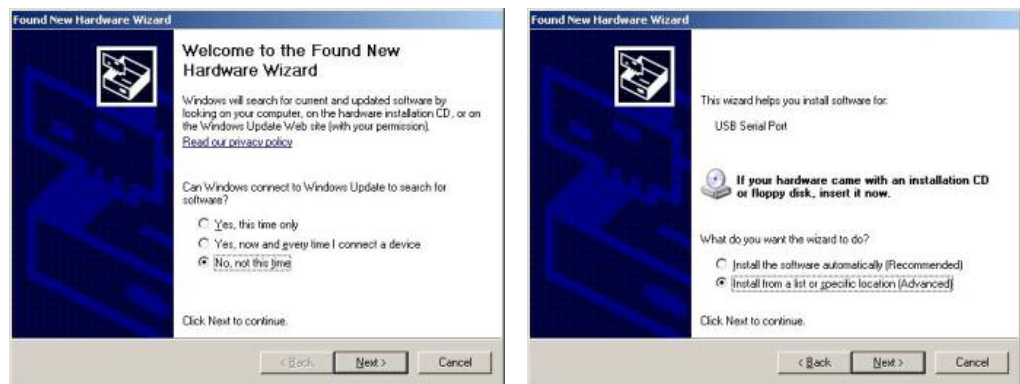 Found New Hardware Wizard
Welcome to the Found New
Hardware Wizard
Windows will search for current and updated software by
looking on your computer, on the hardware installation CD, or on
the Windows Update Web site (with your permission).
Read our privacy policy
Can Windows connect to Windows Update to search for
software?
Yes, this time only
Yes, now and every time I connect a device
No, not this time
Click Next to continue.
< Back
Next >
Cancel
Found New Hardware Wizard
This wizard helps you install software for:
USB Serial Port
If your hardware came with an installation CD
or floppy disk, insert it now.
What do you want the wizard to do?
Install the software automatically (Recommended)
Install from a list or specific location (Advanced)
Click Next to continue.
< Back
Next >
Cancel